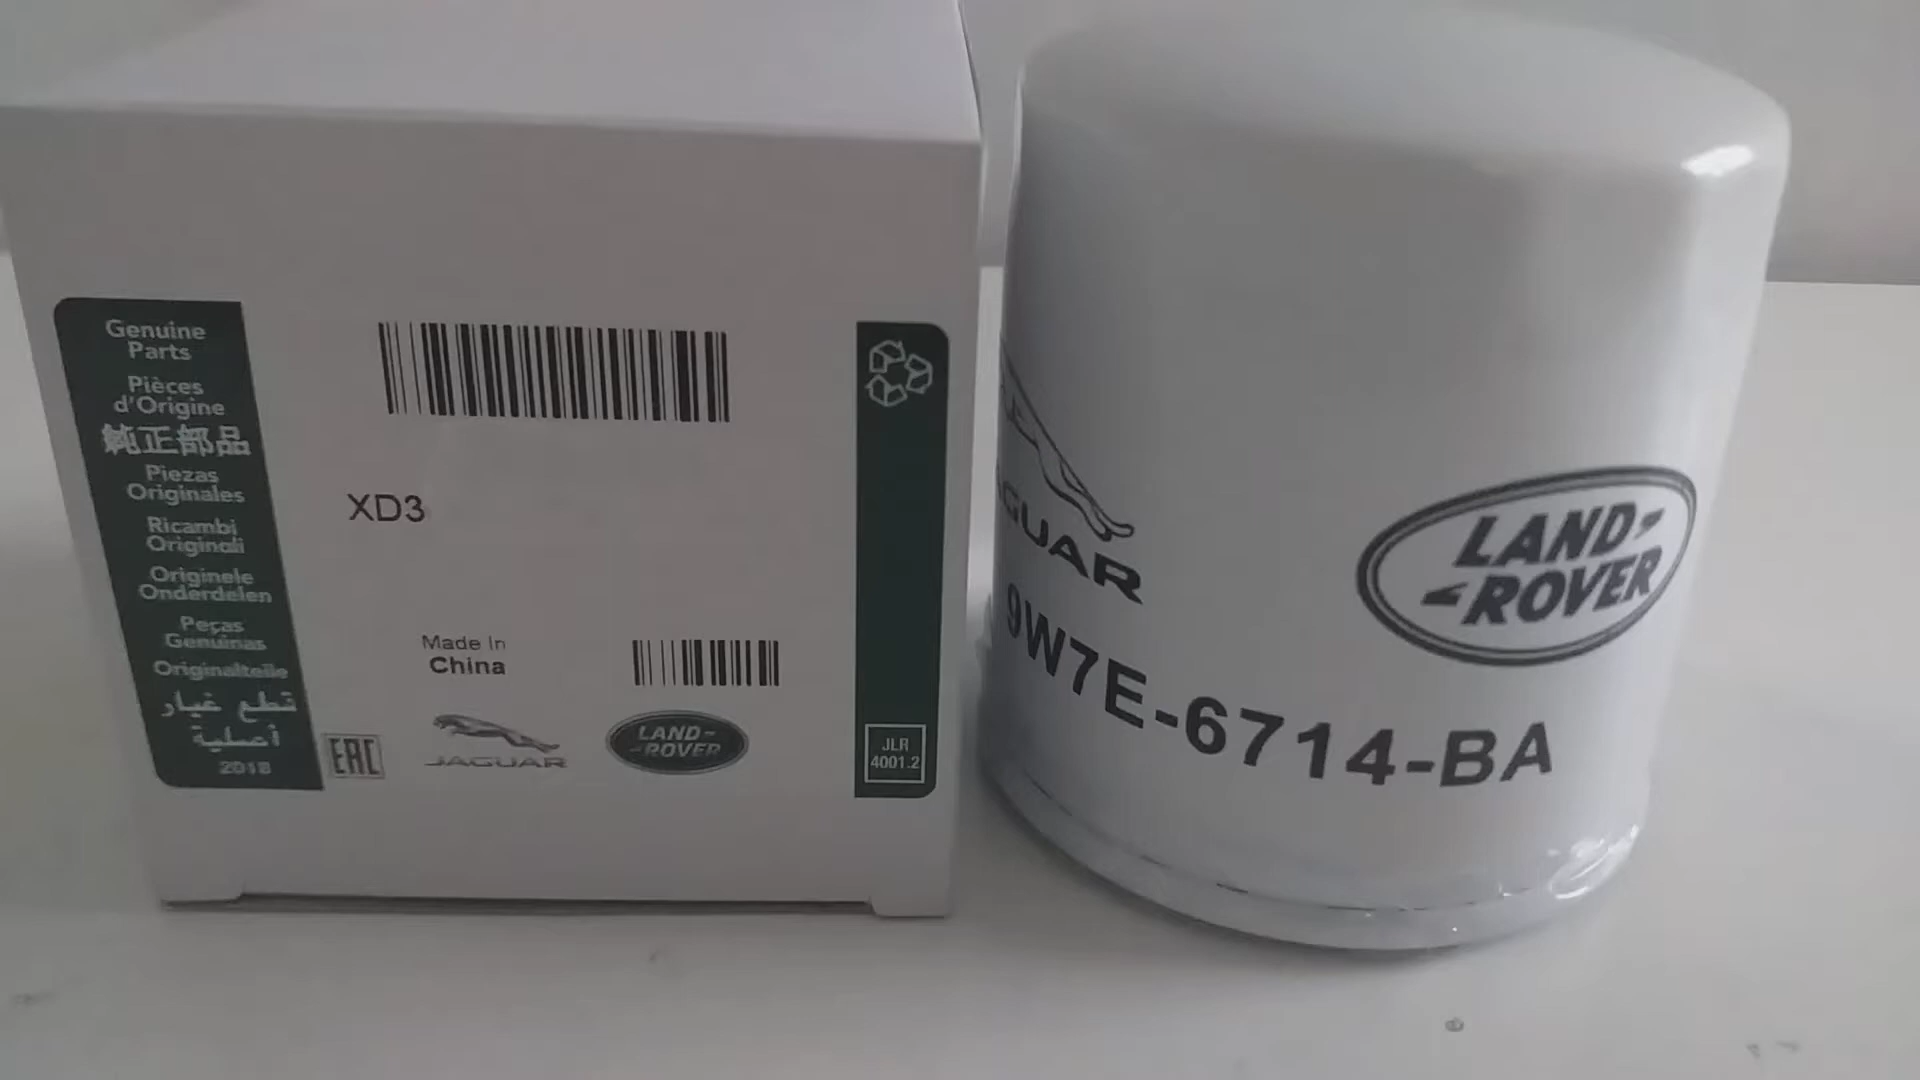 Genuine
Parts
Pièces
d'Origine
純正部品
Piezas
Originales
Ricambi
Originali
Originele
Onderdelen
Peças
Genuínas
Originalteile
قطع غيار
أصلية
2018
XD3
Made In
China
EAC
JAGUAR
LAND-
-ROVER
JLR
4001.2
GUAR
LAND-
-ROVER
9W7E-6714-BA